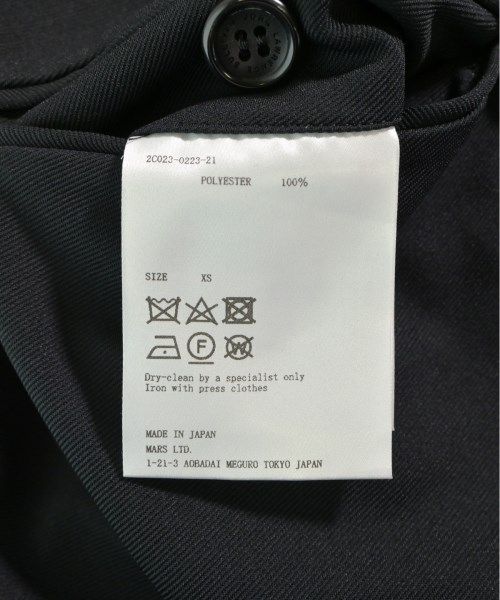 2C023-0223-21
POLYESTER 100%
SIZE XS
F
W
Dry-clean by a specialist only
Iron with press clothes
MADE IN JAPAN
MARS LTD.
1-21-3 AOBADAI MEGURO TOKYO JAPAN